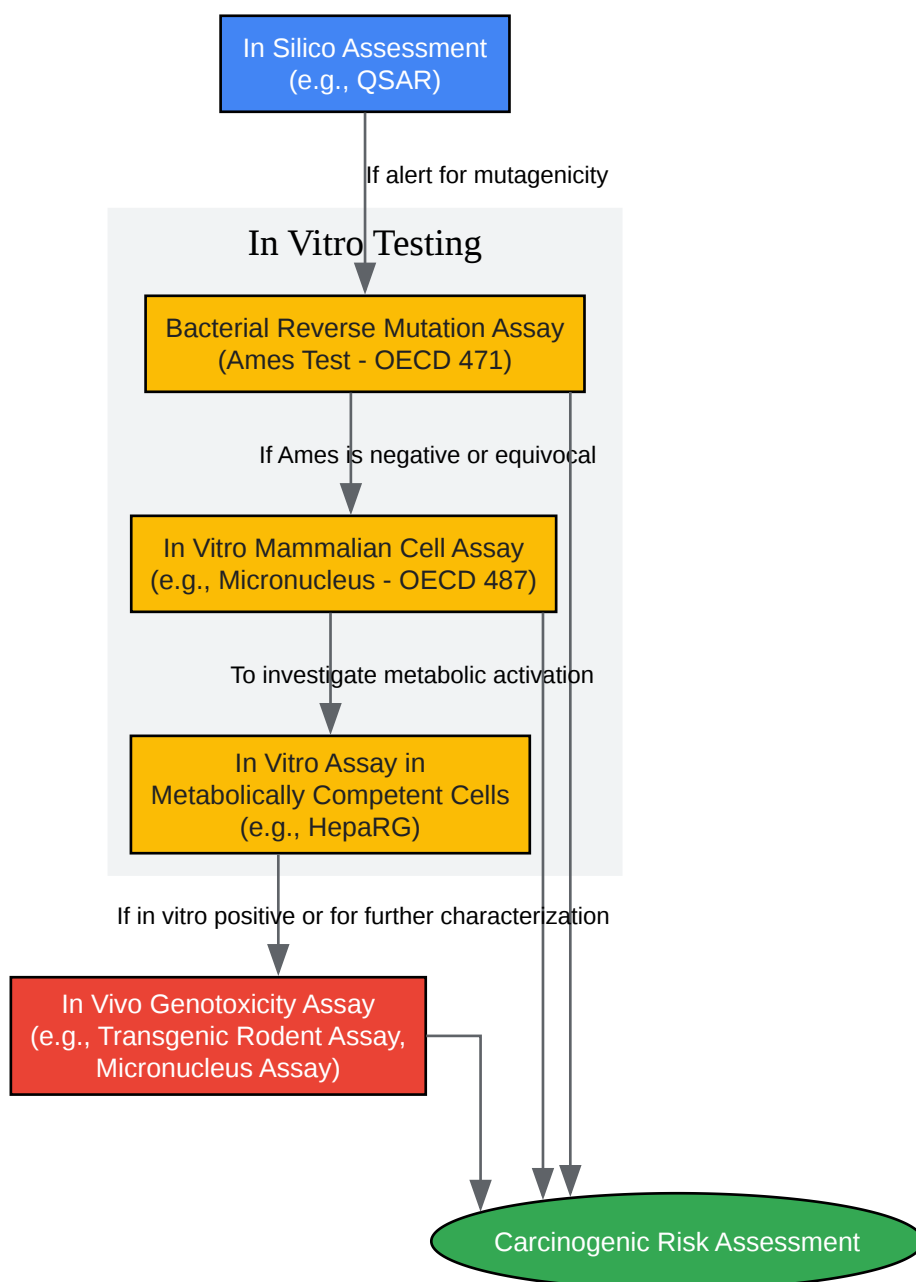 In Silico Assessment
(e.g., QSAR)
If alert for mutagenicity
In Vitro Testing
Bacterial Reverse Mutation Assay
(Ames Test - OECD 471)
If Ames is negative or equivocal
In Vitro Mammalian Cell Assay
(e.g., Micronucleus - OECD 487)
To investigate metabolic activation
In Vitro Assay in
Metabolically Competent Cells
(e.g., HepaRG)
If in vitro positive or for further characterization
In Vivo Genotoxicity Assay
(e.g., Transgenic Rodent Assay,
Micronucleus Assay)
Carcinogenic Risk Assessment